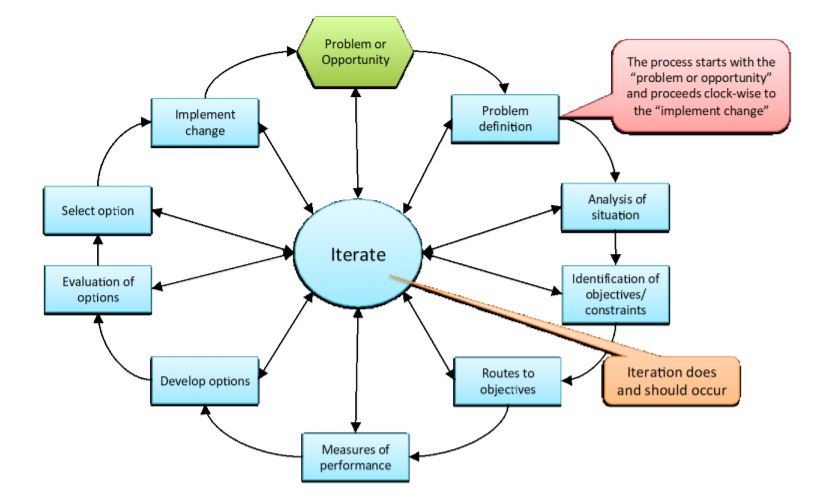 Problem or
Opportunity
Problem
definition
The process starts with the
“problem or opportunity”
and proceeds clock-wise to
the “implement change”
Analysis of
situation
Identification of
objectives/
constraints
Iteration does
and should occur
Routes to
objectives
Measures of
performance
Develop options
Evaluation of
options
Select option
Implement
change
Iterate